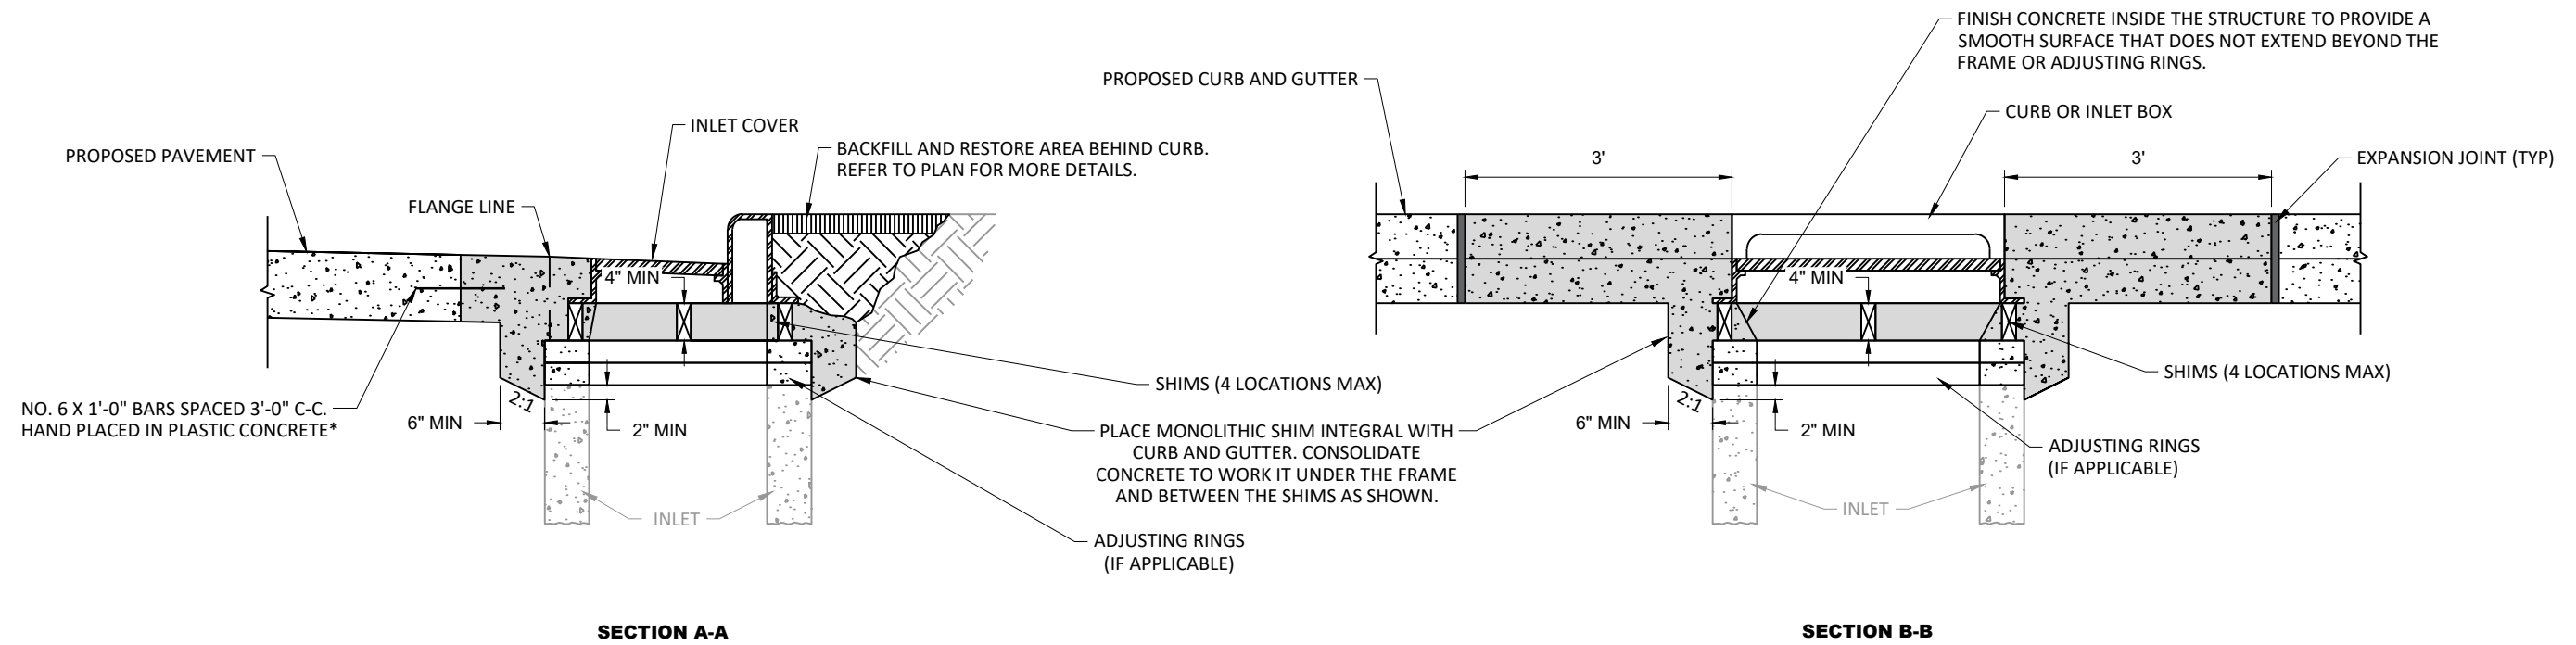 FINISH CONCRETE INSIDE THE STRUCTURE TO PROVIDE A
SMOOTH SURFACE THAT DOES NOT EXTEND BEYOND THE
FRAME OR ADJUSTING RINGS.
PROPOSED CURB AND GUTTER
CURB OR INLET BOX
INLET COVER
PROPOSED PAVEMENT
BACKFILL AND RESTORE AREA BEHIND CURB.
REFER TO PLAN FOR MORE DETAILS.
3'
3'
EXPANSION JOINT (TYP)
FLANGE LINE
4" MIN
4" MIN
SHIMS (4 LOCATIONS MAX)
SHIMS (4 LOCATIONS MAX)
NO. 6 X 1'-0" BARS SPACED 3'-0" C-C.
HAND PLACED IN PLASTIC CONCRETE*
2:1
6" MIN
2" MIN
PLACE MONOLITHIC SHIM INTEGRAL WITH
CURB AND GUTTER. CONSOLIDATE
CONCRETE TO WORK IT UNDER THE FRAME
AND BETWEEN THE SHIMS AS SHOWN.
2:1
6" MIN
2" MIN
ADJUSTING RINGS
(IF APPLICABLE)
INLET
INLET
ADJUSTING RINGS
(IF APPLICABLE)
SECTION A-A
SECTION B-B